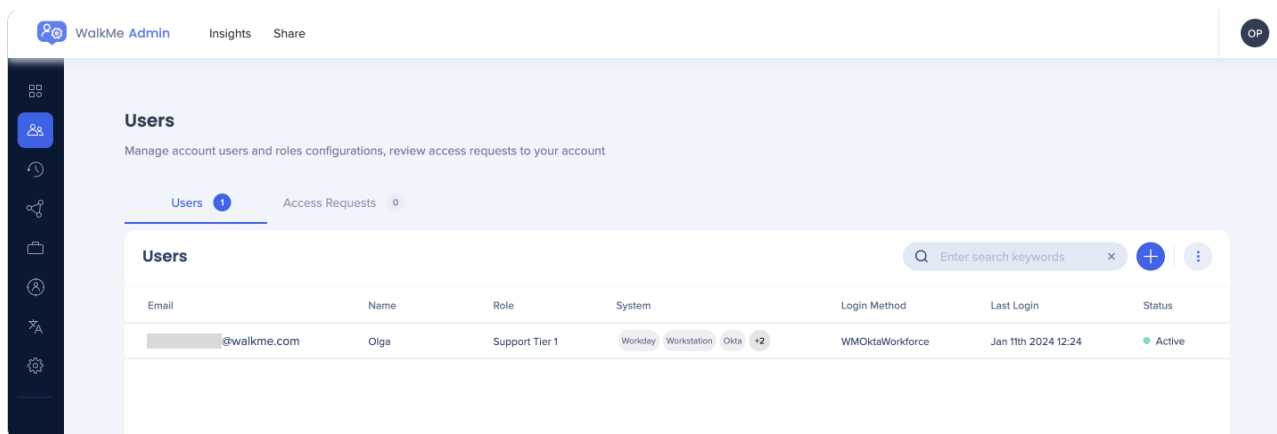 WalkMe Admin Insights Share OP
Users
Manage account users and roles configurations, review access requests to your account
Users 1 Access Requests 0
Users Enter search keywords
Email Name Role System Login Method Last Login Status
@walkme.com Olga Support Tier 1 Workday Workstation Okta +2 WMOktaWorkforce Jan 11th 2024 12:24 Active